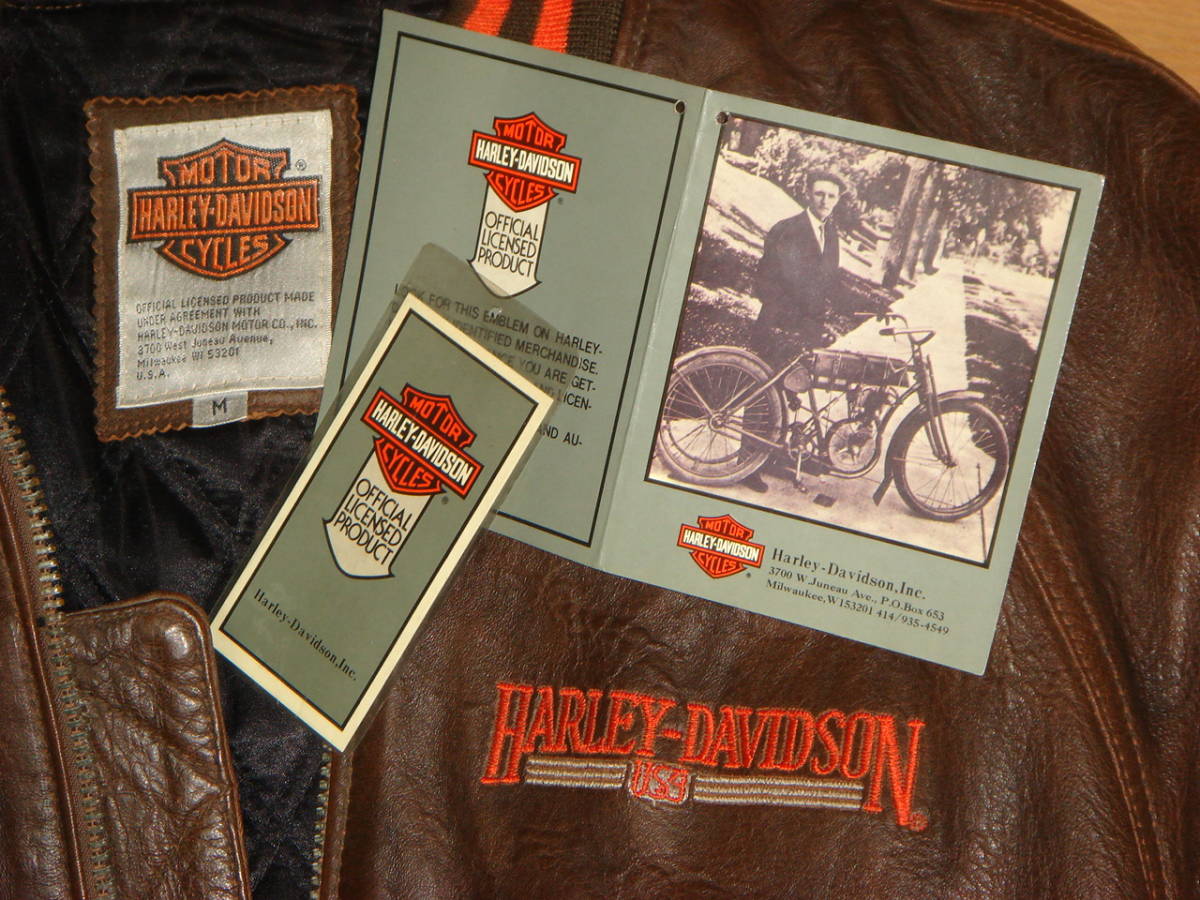 MOTOR
HARLEY-DAVIDSON
CYCLES
®
OFFICIAL LICENSED PRODUCT MADE
UNDER AGREEMENT WITH
HARLEY-DAVIDSON MOTOR CO., INC.
3700 West Juneau Avenue,
Milwaukee WI 53201
U.S.A.
M
MOTOR
HARLEY-DAVIDSON
CYCLES
®
OFFICIAL
LICENSED
PRODUCT
LOOK FOR THIS EMBLEM ON HARLEY-
IDENTIFIED MERCHANDISE.
YOU ARE GET-
AND LICEN-
AND AU-
MOTOR
HARLEY-DAVIDSON
CYCLES
®
OFFICIAL
LICENSED
PRODUCT
Harley-Davidson, Inc.
MOTOR
HARLEY-DAVIDSON
CYCLES
®
Harley-Davidson, Inc.
3700 W. Juneau Ave., P.O. Box 653
Milwaukee, WI53201 414/935-4549
HARLEY-DAVIDSON
USA
®